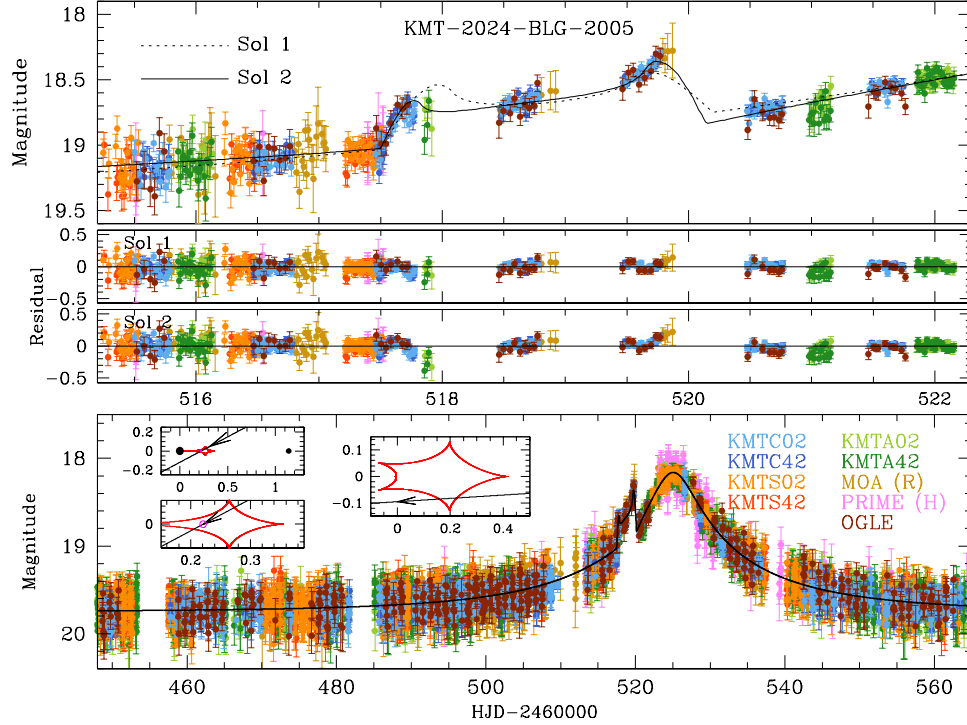 KMT-2024-BLG-2005
Sol 1
Sol 2
Magnitude
18
18.5
19
19.5
Sol 1
0.5
0
-0.5
Residual
Sol 2
0.5
0
-0.5
516
518
520
522
Magnitude
18
19
20
0.2
0
-0.2
0
0.5
1
0
0.2
0.3
0.1
0
-0.1
0
0.2
0.4
KMTC02
KMTA02
KMTC42
KMTA42
KMTS02
MOA (R)
KMTS42
PRIME (H)
OGLE
460
480
500
520
540
560
HJD-2460000